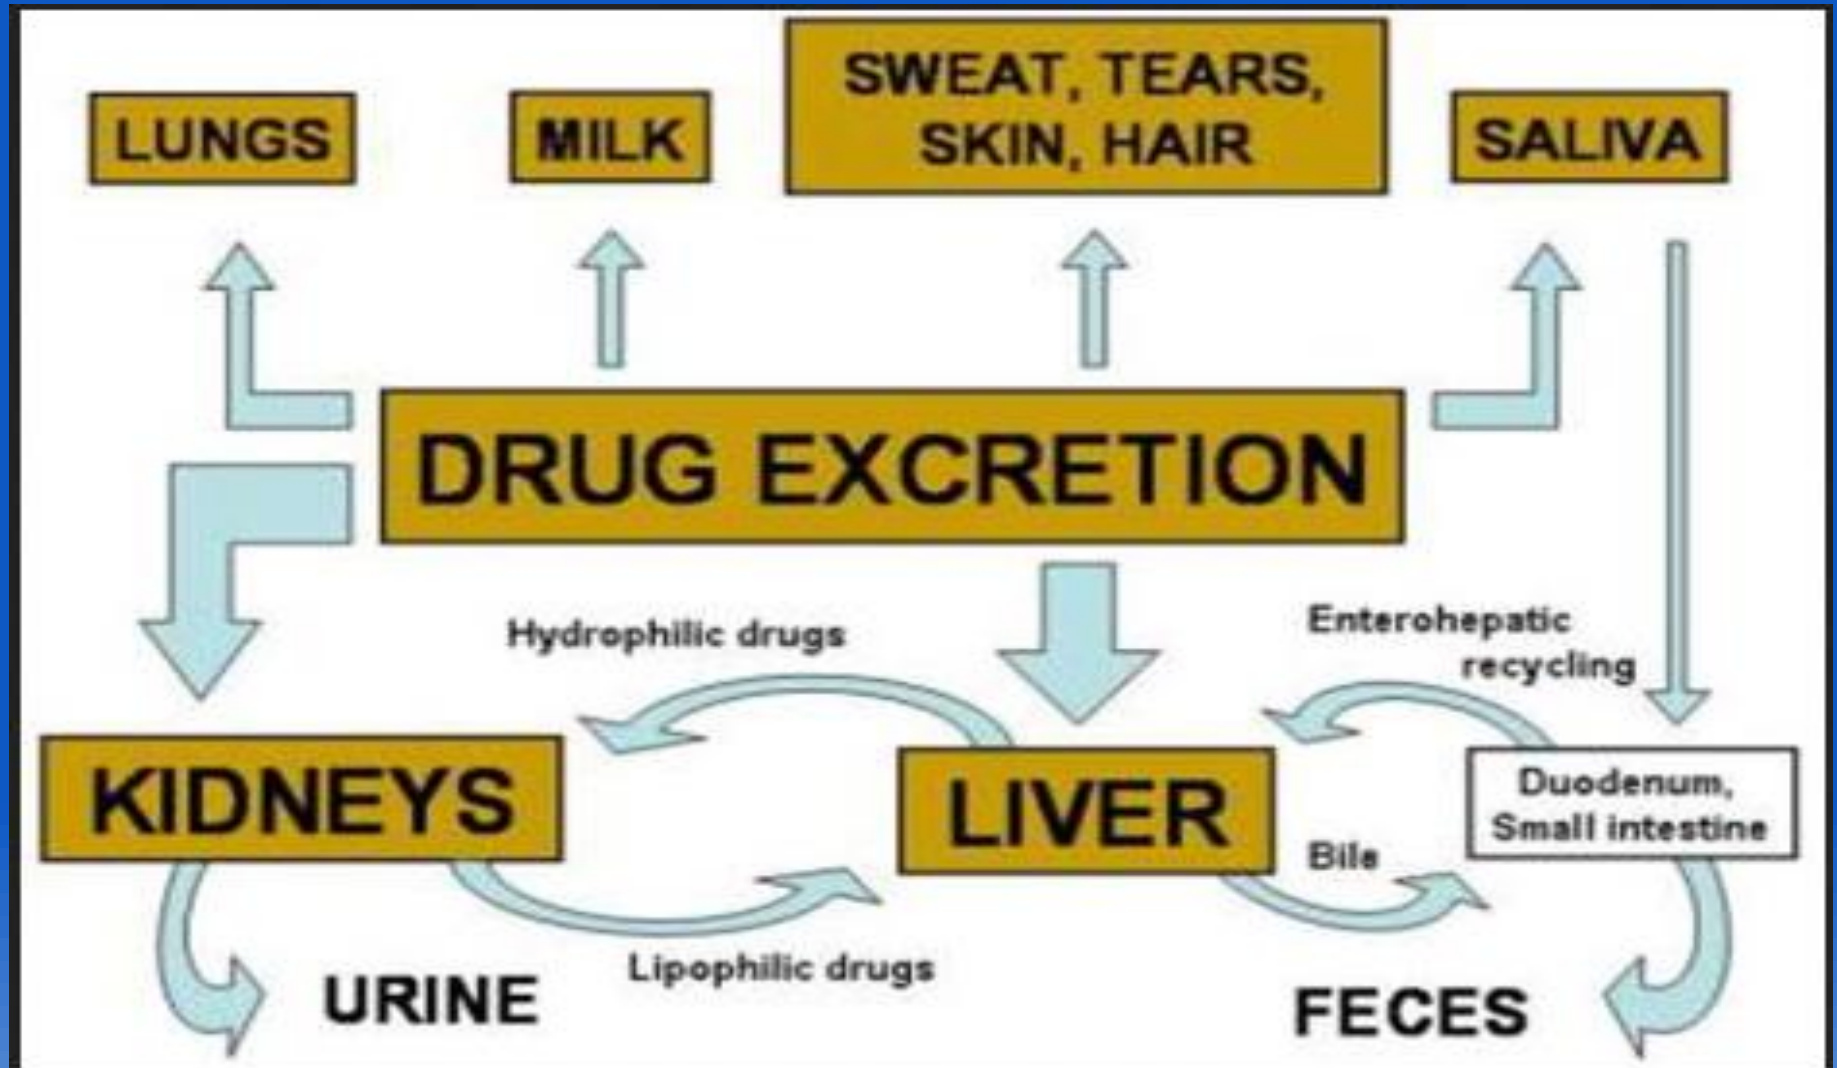 LUNGS
MILK
SWEAT, TEARS,
SKIN, HAIR
SALIVA
DRUG EXCRETION
Hydrophilic drugs
Enterohepatic
recycling
KIDNEYS
LIVER
Duodenum,
Small intestine
Bile
Lipophilic drugs
URINE
FECES